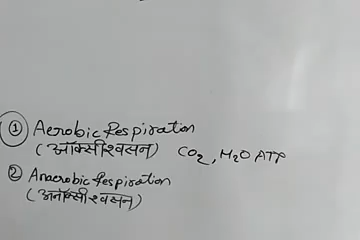 ① Aerobic Respiration
(ऑक्सीश्वसन) CO₂, H₂O ATP
② Anaerobic Respiration
(अनॉक्सीश्वसन)